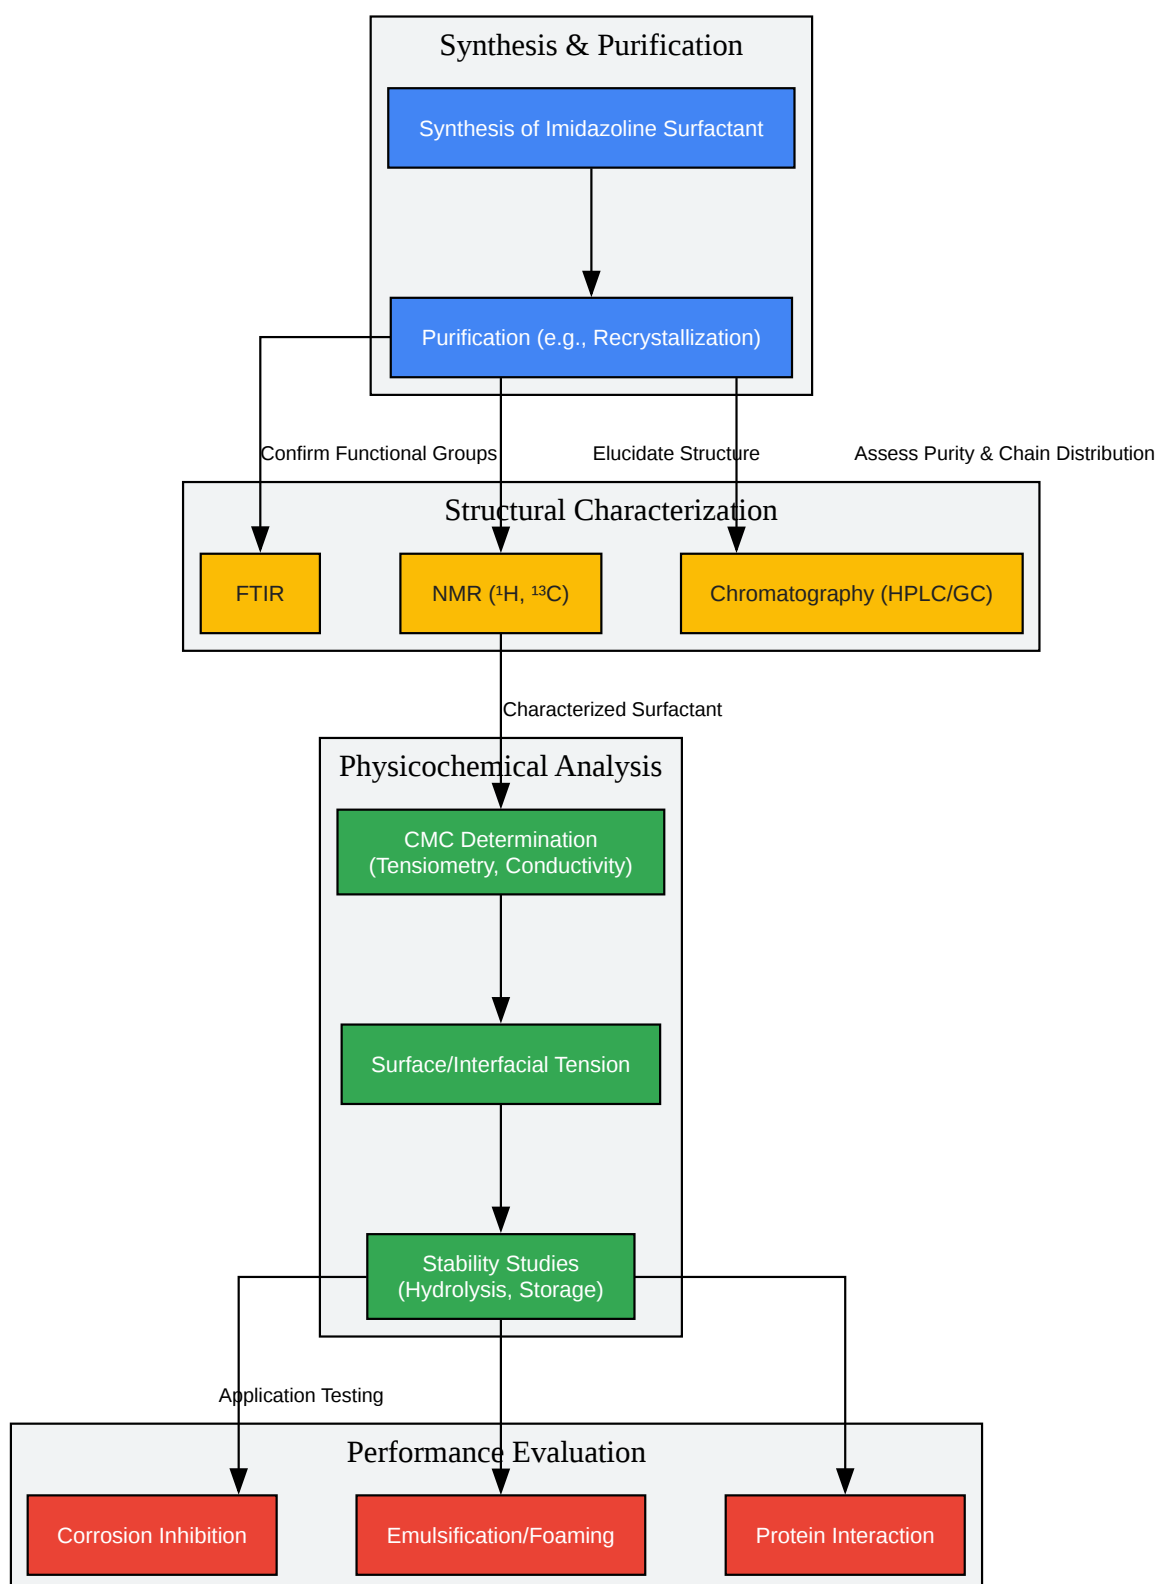 Synthesis & Purification
Synthesis of Imidazoline Surfactant
Purification (e.g., Recrystallization)
Confirm Functional Groups
Elucidate Structure
Assess Purity & Chain Distribution
Structural Characterization
FTIR
NMR (¹H, ¹³C)
Chromatography (HPLC/GC)
Characterized Surfactant
Physicochemical Analysis
CMC Determination
(Tensiometry, Conductivity)
Surface/Interfacial Tension
Stability Studies
(Hydrolysis, Storage)
Application Testing
Performance Evaluation
Corrosion Inhibition
Emulsification/Foaming
Protein Interaction